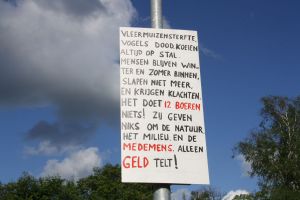 VLEERMUIZENSTERFTE
VOGELS DOOD. KOEIEN
ALTIJD OP STAL.
MENSEN BLIJVEN WIN-
TER EN ZOMER BINNEN,
SLAPEN NIET MEER,
EN KRIJGEN KLACHTEN.
HET DOET 12 BOEREN
NIETS! ZIJ GEVEN
NIKS OM DE NATUUR
HET MILIEU. EN DE
MEDEMENS. ALLEEN
GELD TELT!